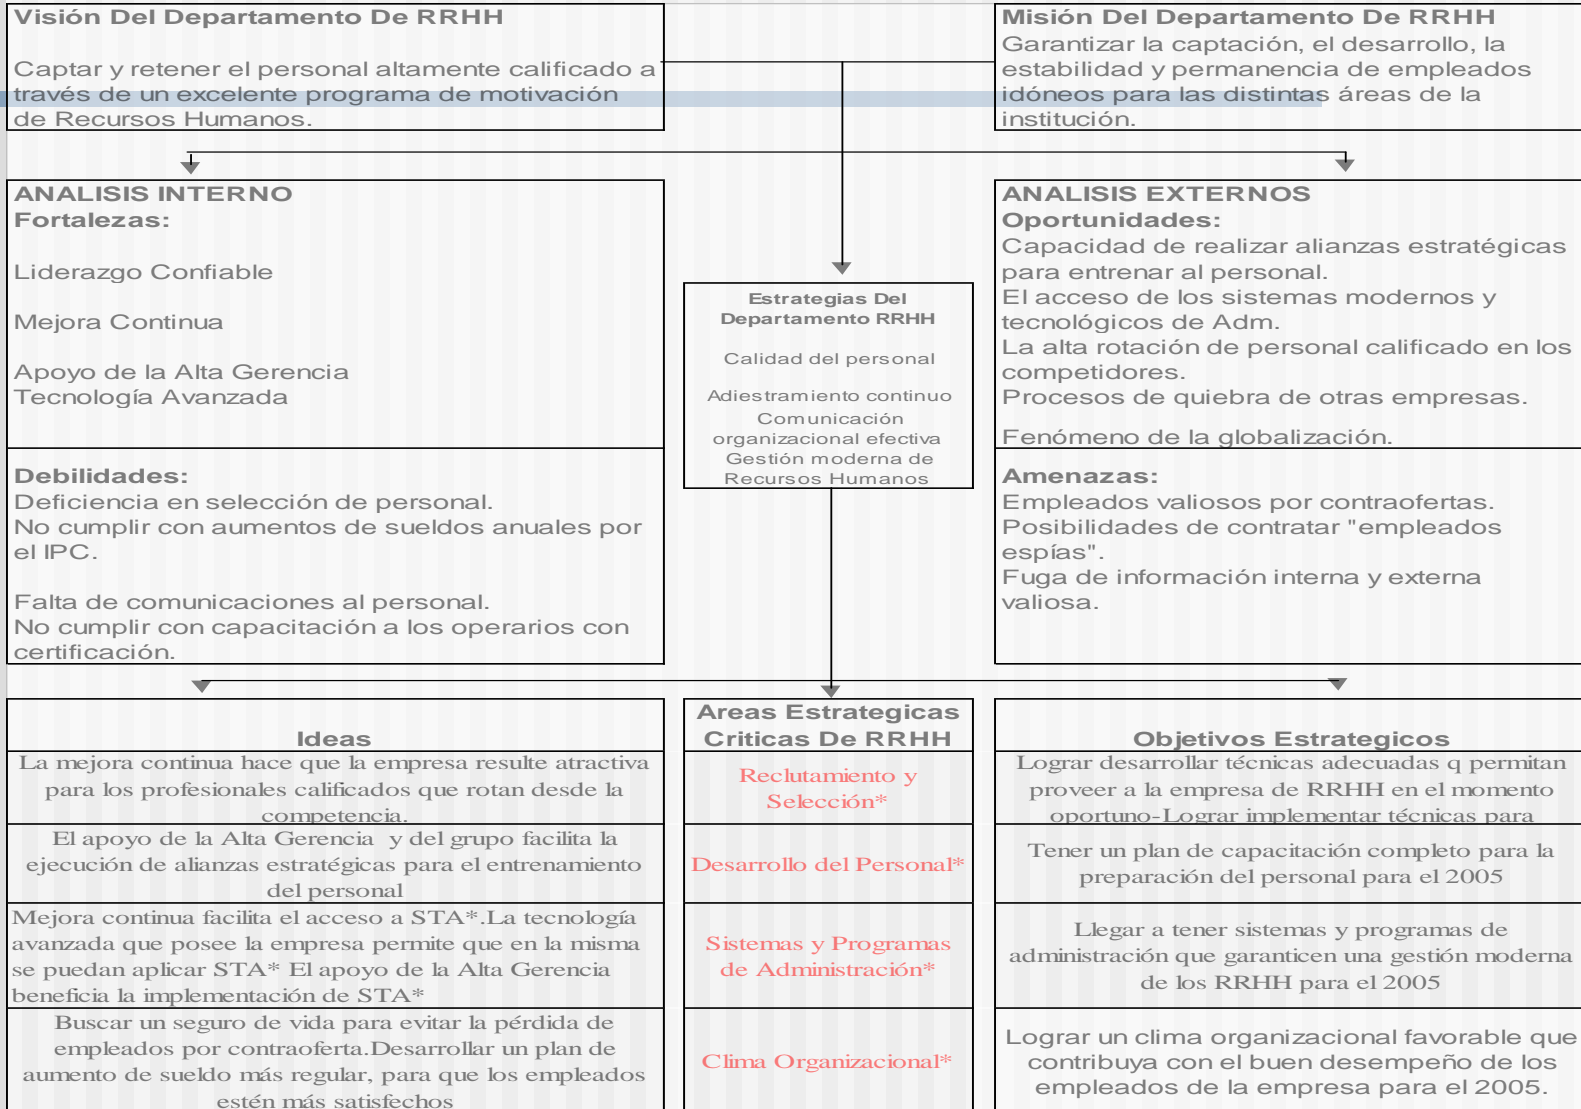 Visión Del Departamento De RRHH
Captar y retener el personal altamente calificado a
través de un excelente programa de motivación
de Recursos Humanos.
Misión Del Departamento De RRHH
Garantizar la captación, el desarrollo, la
estabilidad y permanencia de empleados
idóneos para las distintas áreas de la
institución.
ANALISIS INTERNO
Fortalezas:
Liderazgo Confiable
Mejora Continua
Apoyo de la Alta Gerencia
Tecnología Avanzada
Debilidades:
Deficiencia en selección de personal.
No cumplir con aumentos de sueldos anuales por
el IPC.
Falta de comunicaciones al personal.
No cumplir con capacitación a los operarios con
certificación.
Estrategias Del
Departamento RRHH
Calidad del personal
Adiestramiento continuo
Comunicación
organizacional efectiva
Gestión moderna de
Recursos Humanos
ANALISIS EXTERNOS
Oportunidades:
Capacidad de realizar alianzas estratégicas
para entrenar al personal.
El acceso de los sistemas modernos y
tecnológicos de Adm.
La alta rotación de personal calificado en los
competidores.
Procesos de quiebra de otras empresas.
Fenómeno de la globalización.
Amenazas:
Empleados valiosos por contraofertas.
Posibilidades de contratar "empleados
espías".
Fuga de información interna y externa
valiosa.
Ideas
Areas Estrategicas
Criticas De RRHH
Objetivos Estrategicos
La mejora continua hace que la empresa resulte atractiva
para los profesionales calificados que rotan desde la
competencia.
Reclutamiento y
Selección*
Lograr desarrollar técnicas adecuadas q permitan
proveer a la empresa de RRHH en el momento
oportuno-Lograr implementar técnicas para
El apoyo de la Alta Gerencia y del grupo facilita la
ejecución de alianzas estratégicas para el entrenamiento
del personal
Desarrollo del Personal*
Tener un plan de capacitación completo para la
preparación del personal para el 2005
Mejora continua facilita el acceso a STA*.La tecnología
avanzada que posee la empresa permite que en la misma
se puedan aplicar STA* El apoyo de la Alta Gerencia
beneficia la implementación de STA*
Sistemas y Programas
de Administración*
Llegar a tener sistemas y programas de
administración que garanticen una gestión moderna
de los RRHH para el 2005
Buscar un seguro de vida para evitar la pérdida de
empleados por contraoferta.Desarrollar un plan de
aumento de sueldo más regular, para que los empleados
estén más satisfechos
Clima Organizacional*
Lograr un clima organizacional favorable que
contribuya con el buen desempeño de los
empleados de la empresa para el 2005.